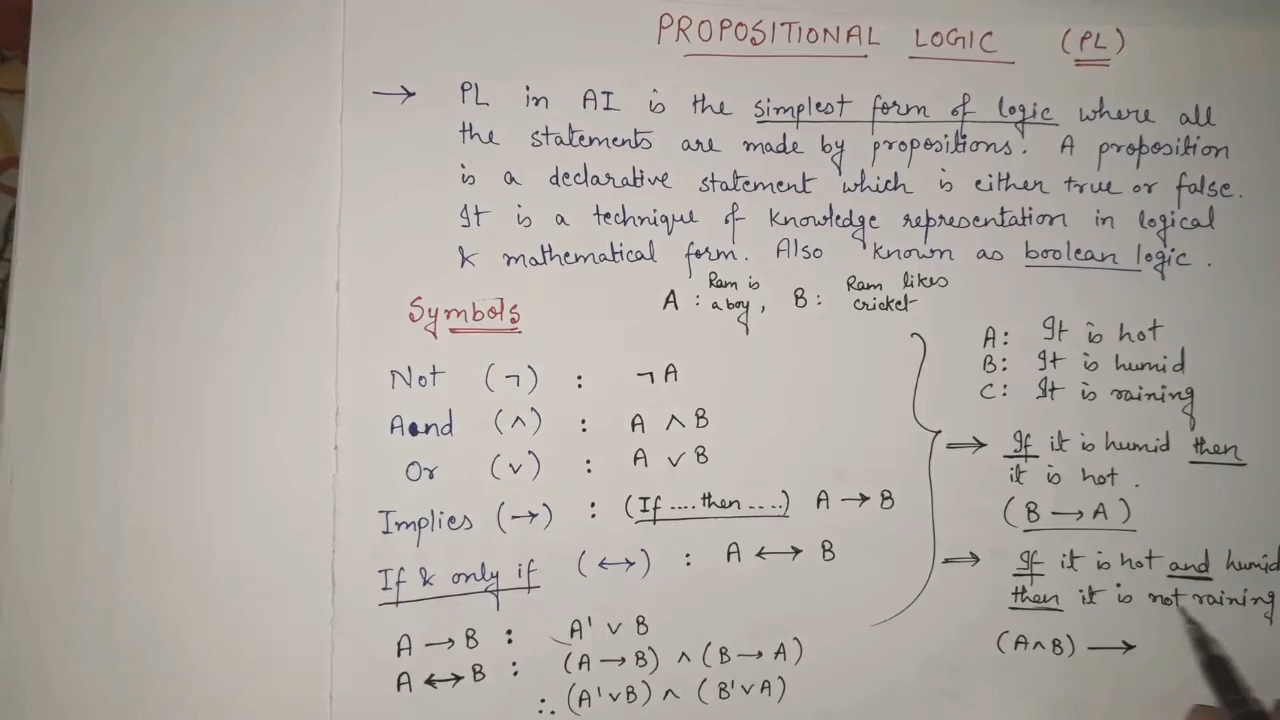 PROPOSITIONAL LOGIC (PL)
→ PL in AI is the simplest form of logic where all
the statements are made by propositions. A proposition
is a declarative statement which is either true or false.
It is a technique of knowledge representation in logical
& mathematical form. Also known as boolean logic.
A : Ram is a boy, B : Ram likes cricket
Symbols
Not (¬) : ¬A
And (∧) : A ∧ B
Or (∨) : A ∨ B
Implies (→) : (If ....then ....) A → B
If & only if (↔) : A ↔ B
A → B : A' ∨ B
A ↔ B : (A → B) ∧ (B → A)
∴ (A' ∨ B) ∧ (B' ∨ A)
A: It is hot
B: It is humid
C: It is raining
⇒ If it is humid then
it is hot.
(B → A)
⇒ If it is hot and humid
then it is not raining
(A ∧ B) →